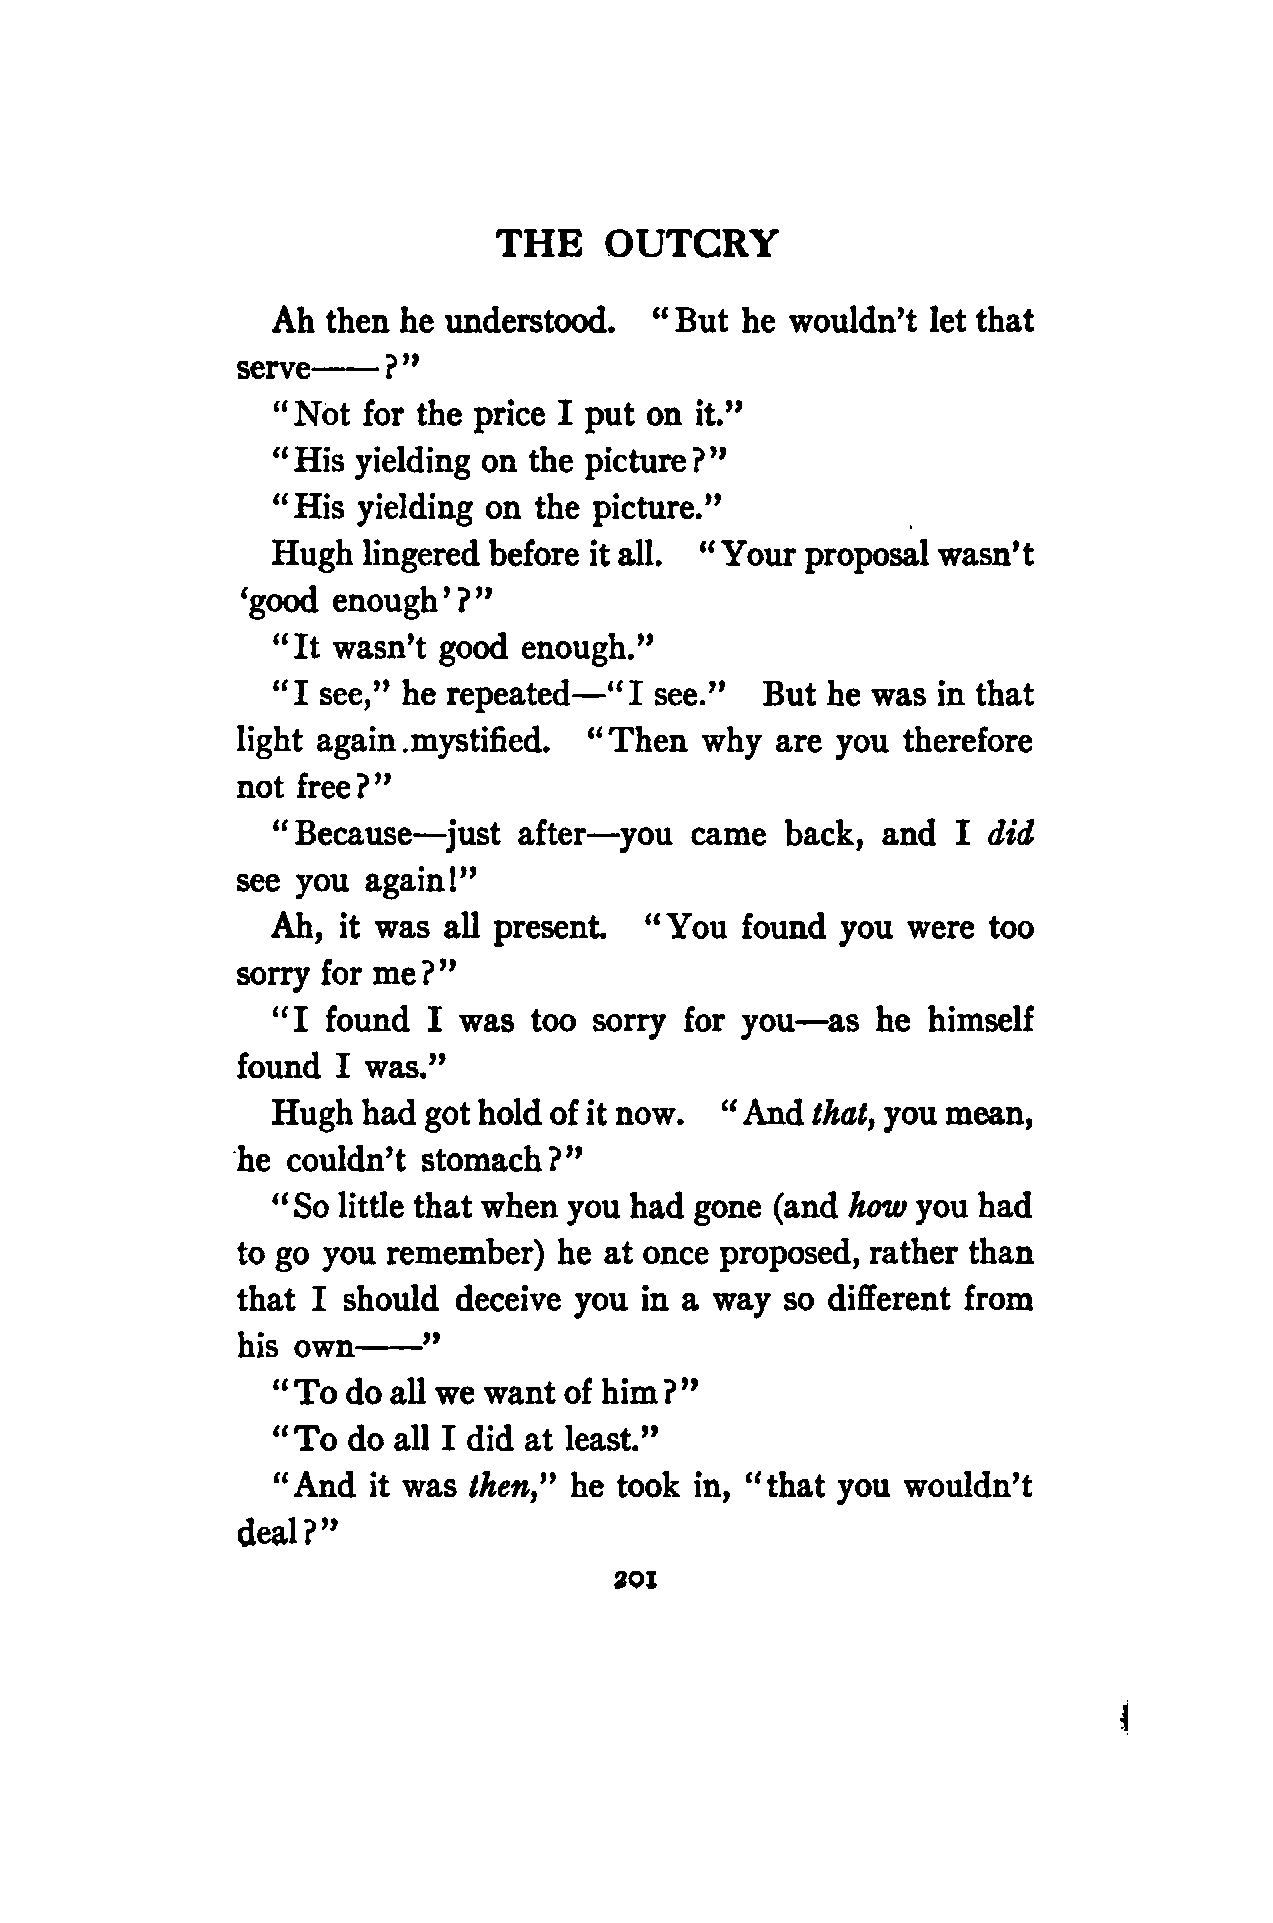 THE OUTCRY
Ah then he understood. “But he wouldn’t let that
serve——?”
“Not for the price I put on it.”
“His yielding on the picture?”
“His yielding on the picture.”
Hugh lingered before it all. “Your proposal wasn’t
‘good enough’?”
“It wasn’t good enough.”
“I see,” he repeated—“I see.” But he was in that
light again mystified. “Then why are you therefore
not free?”
“Because—just after—you came back, and I did
see you again!”
Ah, it was all present. “You found you were too
sorry for me?”
“I found I was too sorry for you—as he himself
found I was.”
Hugh had got hold of it now. “And that, you mean,
he couldn’t stomach?”
“So little that when you had gone (and how you had
to go you remember) he at once proposed, rather than
that I should deceive you in a way so different from
his own——”
“To do all we want of him?”
“To do all I did at least.”
“And it was then,” he took in, “that you wouldn’t
deal?”
201